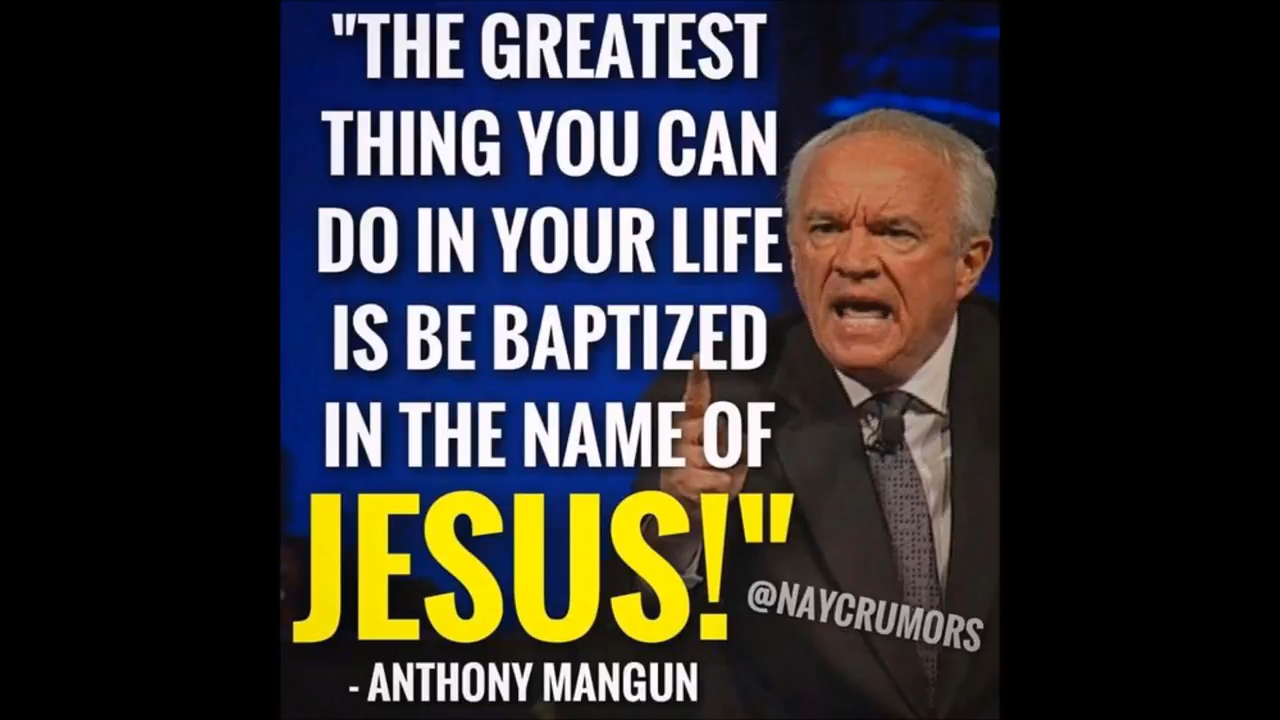 "THE GREATEST
THING YOU CAN
DO IN YOUR LIFE
IS BE BAPTIZED
IN THE NAME OF
JESUS!"
@NAYCRUMORS
- ANTHONY MANGUN